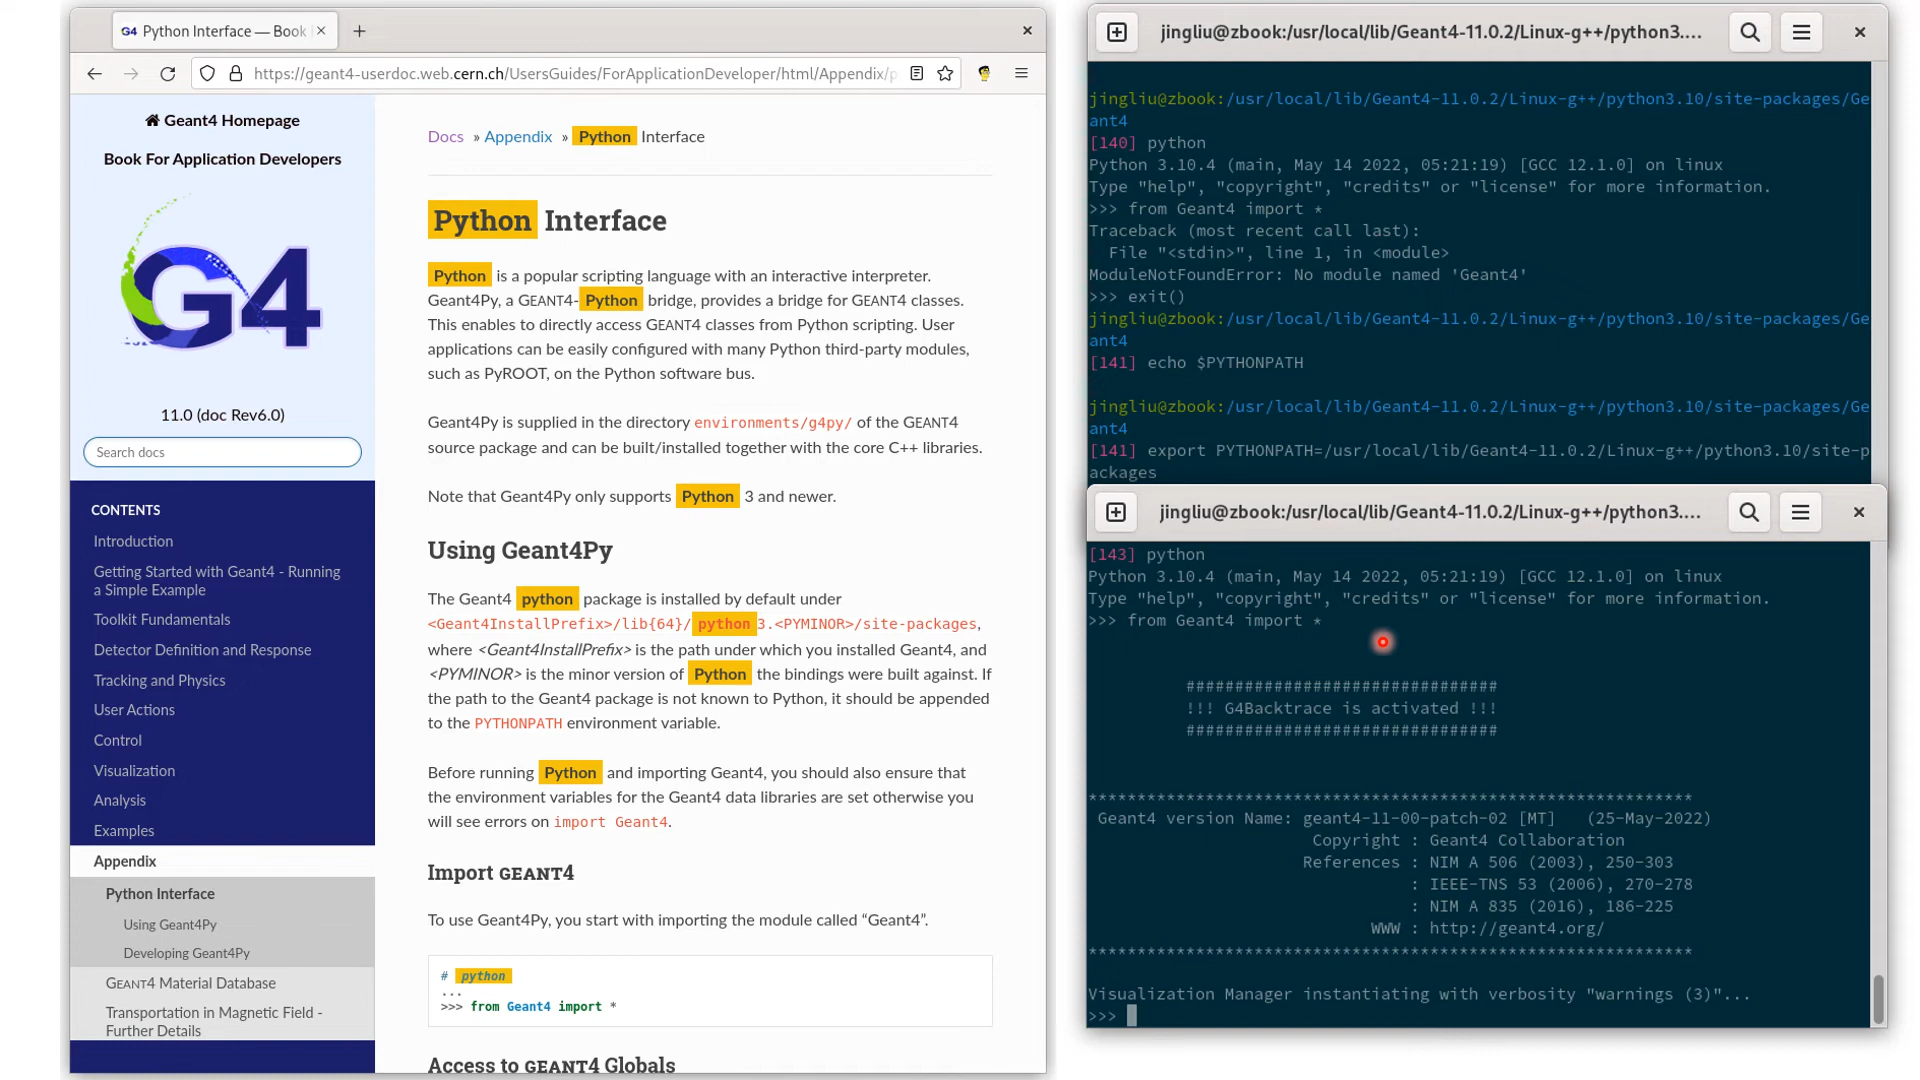 G4 Python Interface — Book
https://geant4-userdoc.web.cern.ch/UsersGuides/ForApplicationDeveloper/html/Appendix/p
Geant4 Homepage
Book For Application Developers
G4
11.0 (doc Rev6.0)
Search docs
CONTENTS
Introduction
Getting Started with Geant4 - Running
a Simple Example
Toolkit Fundamentals
Detector Definition and Response
Tracking and Physics
User Actions
Control
Visualization
Analysis
Examples
Appendix
Python Interface
Using Geant4Py
Developing Geant4Py
GEANT4 Material Database
Transportation in Magnetic Field -
Further Details
Docs » Appendix » Python Interface
Python Interface
Python is a popular scripting language with an interactive interpreter.
Geant4Py, a GEANT4-Python bridge, provides a bridge for GEANT4 classes.
This enables to directly access GEANT4 classes from Python scripting. User
applications can be easily configured with many Python third-party modules,
such as PyROOT, on the Python software bus.
Geant4Py is supplied in the directory environments/g4py/ of the GEANT4
source package and can be built/installed together with the core C++ libraries.
Note that Geant4Py only supports Python 3 and newer.
Using Geant4Py
The Geant4 python package is installed by default under
<Geant4InstallPrefix>/lib{64}/python3.<PYMINOR>/site-packages,
where <Geant4InstallPrefix> is the path under which you installed Geant4, and
<PYMINOR> is the minor version of Python the bindings were built against. If
the path to the Geant4 package is not known to Python, it should be appended
to the PYTHONPATH environment variable.
Before running Python and importing Geant4, you should also ensure that
the environment variables for the Geant4 data libraries are set otherwise you
will see errors on import Geant4.
Import GEANT4
To use Geant4Py, you start with importing the module called “Geant4”.
# python
...
>>> from Geant4 import *
Access to GEANT4 Globals
jingliu@zbook:/usr/local/lib/Geant4-11.0.2/Linux-g++/python3....
jingliu@zbook:/usr/local/lib/Geant4-11.0.2/Linux-g++/python3.10/site-packages/Ge
ant4
[140] python
Python 3.10.4 (main, May 14 2022, 05:21:19) [GCC 12.1.0] on linux
Type "help", "copyright", "credits" or "license" for more information.
>>> from Geant4 import *
Traceback (most recent call last):
File "<stdin>", line 1, in <module>
ModuleNotFoundError: No module named 'Geant4'
>>> exit()
jingliu@zbook:/usr/local/lib/Geant4-11.0.2/Linux-g++/python3.10/site-packages/Ge
ant4
[141] echo $PYTHONPATH
jingliu@zbook:/usr/local/lib/Geant4-11.0.2/Linux-g++/python3.10/site-packages/Ge
ant4
[141] export PYTHONPATH=/usr/local/lib/Geant4-11.0.2/Linux-g++/python3.10/site-p
ackages
jingliu@zbook:/usr/local/lib/Geant4-11.0.2/Linux-g++/python3....
[143] python
Python 3.10.4 (main, May 14 2022, 05:21:19) [GCC 12.1.0] on linux
Type "help", "copyright", "credits" or "license" for more information.
>>> from Geant4 import *
################################
!!! G4Backtrace is activated !!!
################################
**************************************************************
Geant4 version Name: geant4-11-00-patch-02 [MT] (25-May-2022)
Copyright : Geant4 Collaboration
References : NIM A 506 (2003), 250-303
: IEEE-TNS 53 (2006), 270-278
: NIM A 835 (2016), 186-225
WWW : http://geant4.org/
**************************************************************
Visualization Manager instantiating with verbosity "warnings (3)"...
>>>